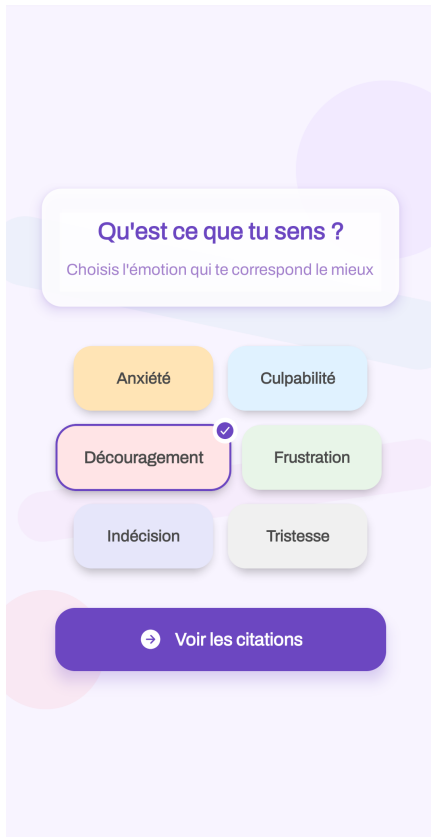 Qu'est ce que tu sens ?
Choisis l'émotion qui te correspond le mieux
Anxiété
Culpabilité
Découragement
Frustration
Indécision
Tristesse
Voir les citations